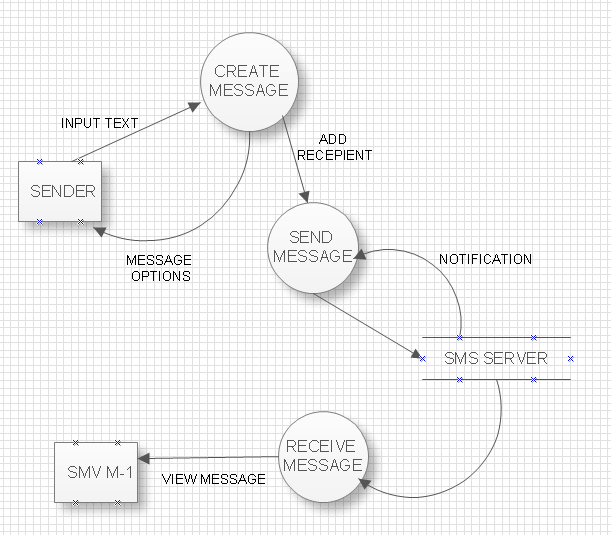 CREATE
MESSAGE
INPUT TEXT
ADD
RECEPIENT
SENDER
SEND
MESSAGE
MESSAGE
OPTIONS
NOTIFICATION
SMS SERVER
RECEIVE
MESSAGE
SMV M-1
VIEW MESSAGE